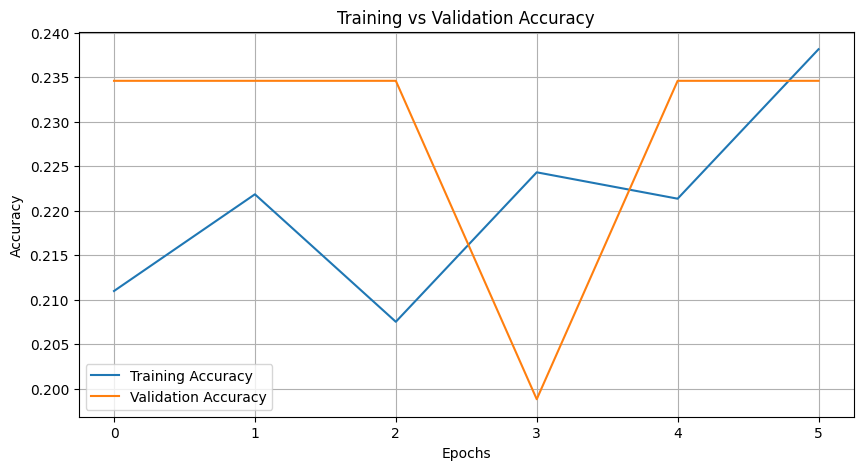 Training vs Validation Accuracy
0.240
0.235
0.230
0.225
0.220
0.215
0.210
0.205
0.200
Accuracy
Training Accuracy
Validation Accuracy
0 1 2 3 4 5
Epochs